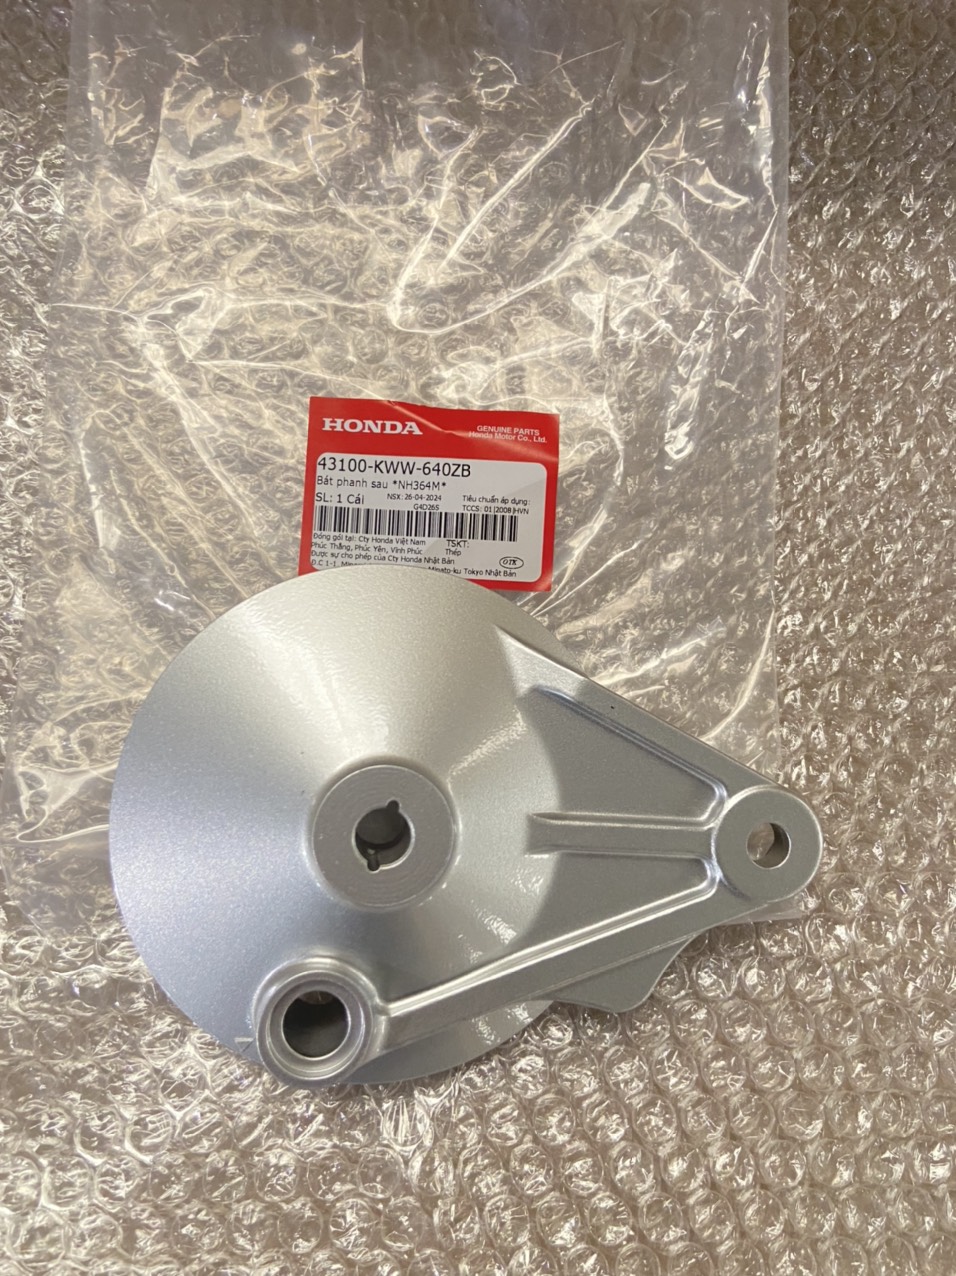 HONDA
GENUINE PARTS
Honda Motor Co., Ltd.
43100-KWW-640ZB
Bát phanh sau *NH364M*
SL: 1 Cái NSX: 26-04-2024 Tiêu chuẩn áp dụng:
G4D26S TCCS: 01|2008|HVN
Đóng gói tại: Cty Honda Việt Nam TSKT:
Phúc Thắng, Phúc Yên, Vĩnh Phúc Thép
Được sự cho phép của Cty Honda Nhật Bản OTK
Đ.C 1-1, Minato-ku Tokyo Nhật Bản